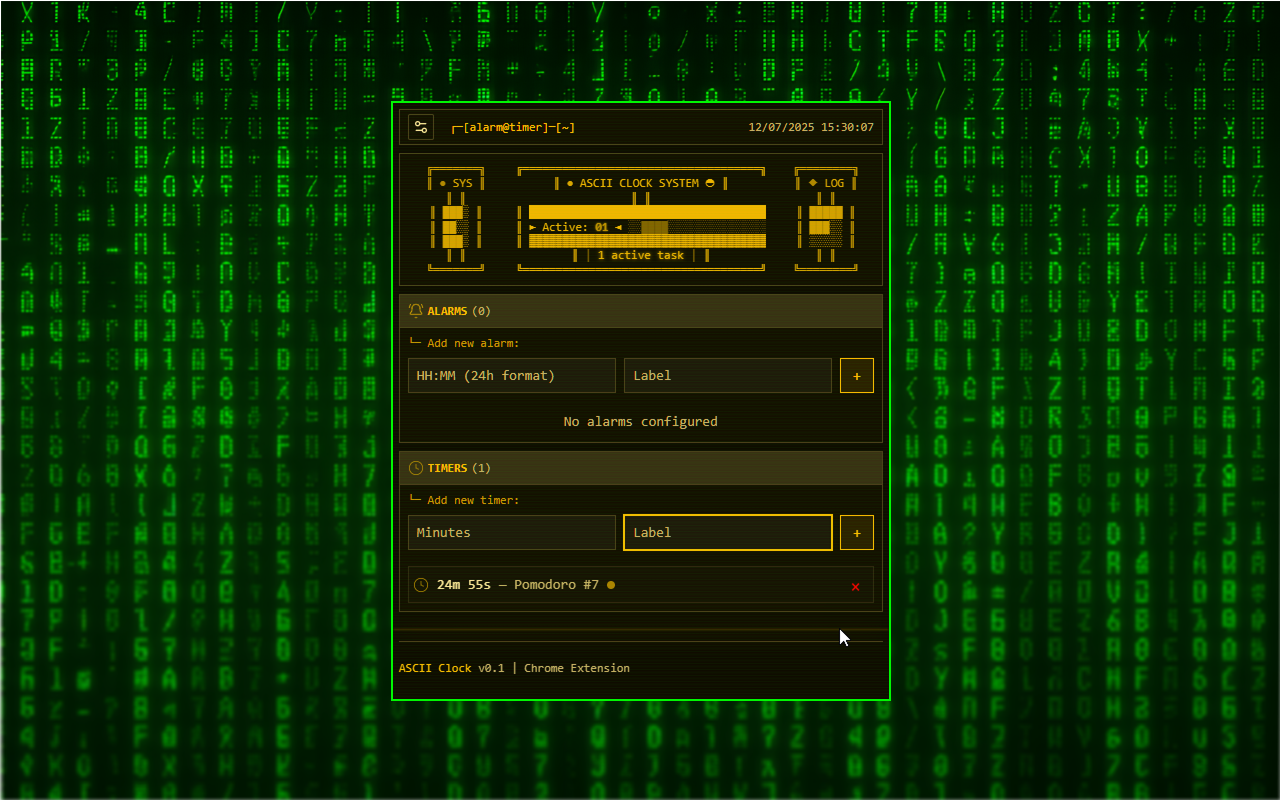 ┌─[alarm@timer]─[~]
12/07/2025 15:30:07
● SYS
● ASCII CLOCK SYSTEM
◆ LOG
► Active: 01 ◄
1 active task
ALARMS (0)
└─ Add new alarm:
HH:MM (24h format)
Label
+
No alarms configured
TIMERS (1)
└─ Add new timer:
Minutes
Label
+
24m 55s — Pomodoro #7 ●
×
ASCII Clock v0.1 | Chrome Extension